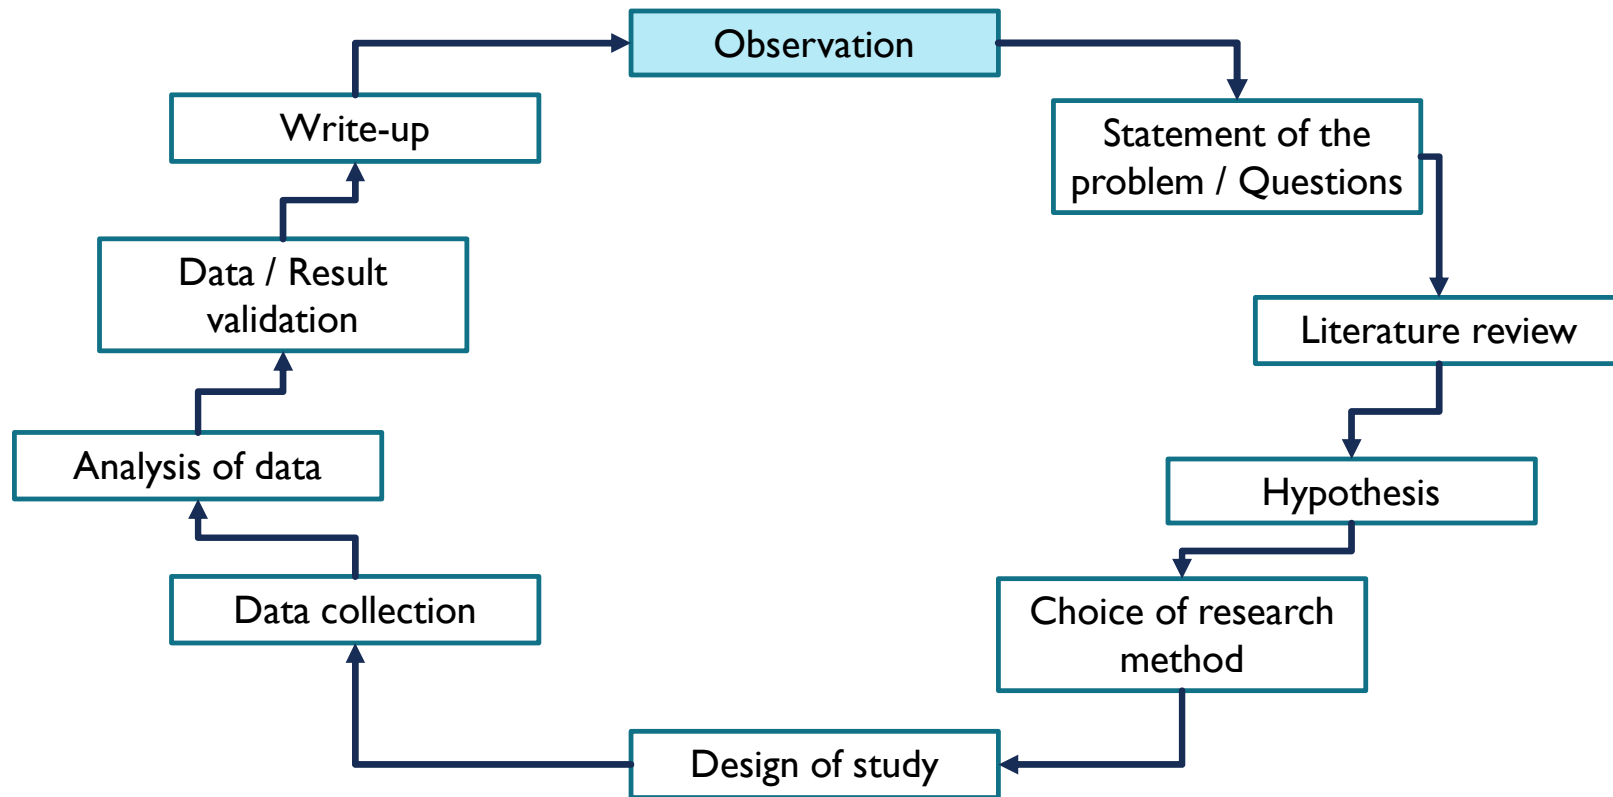 Observation
Statement of the
problem / Questions
Literature review
Hypothesis
Choice of research
method
Design of study
Data collection
Analysis of data
Data / Result
validation
Write-up